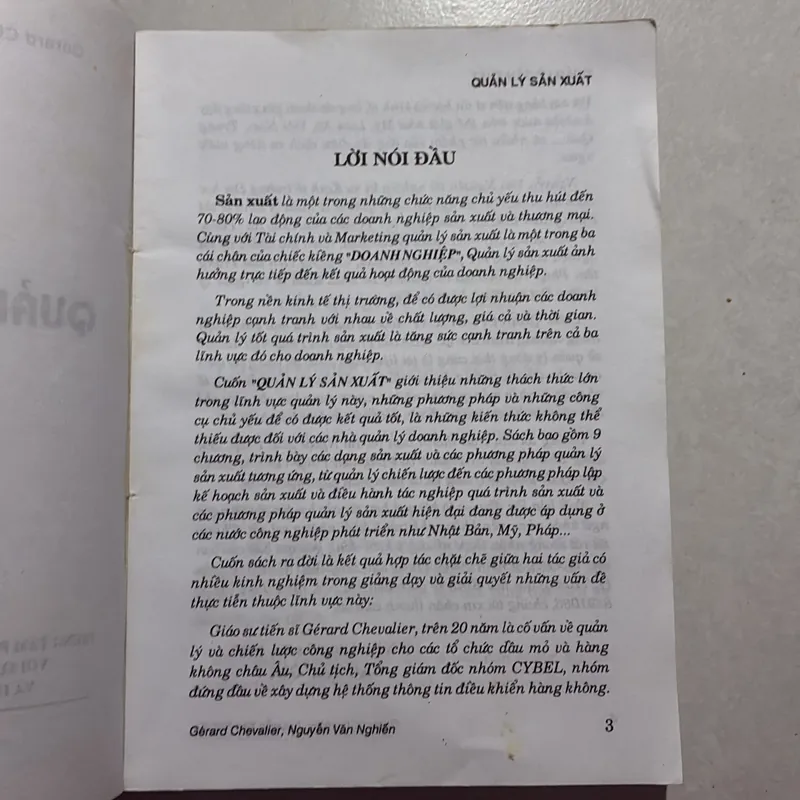 QUẢN LÝ SẢN XUẤT
LỜI NÓI ĐẦU
Sản xuất là một trong những chức năng chủ yếu thu hút đến
70-80% lao động của các doanh nghiệp sản xuất và thương mại.
Cùng với Tài chính và Marketing quản lý sản xuất là một trong ba
cái chân của chiếc kiềng "DOANH NGHIỆP", Quản lý sản xuất ảnh
hưởng trực tiếp đến kết quả hoạt động của doanh nghiệp.
Trong nền kinh tế thị trường, để có được lợi nhuận các doanh
nghiệp cạnh tranh với nhau về chất lượng, giá cả và thời gian.
Quản lý tốt quá trình sản xuất là tăng sức cạnh tranh trên cả ba
lĩnh vực đó cho doanh nghiệp.
Cuốn "QUẢN LÝ SẢN XUẤT" giới thiệu những thách thức lớn
trong lĩnh vực quản lý này, những phương pháp và những công
cụ chủ yếu để có được kết quả tốt, là những kiến thức không thể
thiếu được đối với các nhà quản lý doanh nghiệp. Sách bao gồm 9
chương, trình bày các dạng sản xuất và các phương pháp quản lý
sản xuất tương ứng, từ quản lý chiến lược đến các phương pháp lập
kế hoạch sản xuất và điều hành tác nghiệp quá trình sản xuất và
các phương pháp quản lý sản xuất hiện đại đang được áp dụng ở
các nước công nghiệp phát triển như Nhật Bản, Mỹ, Pháp...
Cuốn sách ra đời là kết quả hợp tác chặt chẽ giữa hai tác giả có
nhiều kinh nghiệm trong giảng dạy và giải quyết những vấn đề
thực tiễn thuộc lĩnh vực này:
Giáo sư tiến sĩ Gérard Chevalier, trên 20 năm là cố vấn về quản
lý và chiến lược công nghiệp cho các tổ chức dầu mỏ và hàng
không châu Âu, Chủ tịch, Tổng giám đốc nhóm CYBEL, nhóm
đứng đầu về xây dựng hệ thống thông tin điều khiển hàng không.
Gérard Chevalier, Nguyễn Văn Nghiến
3